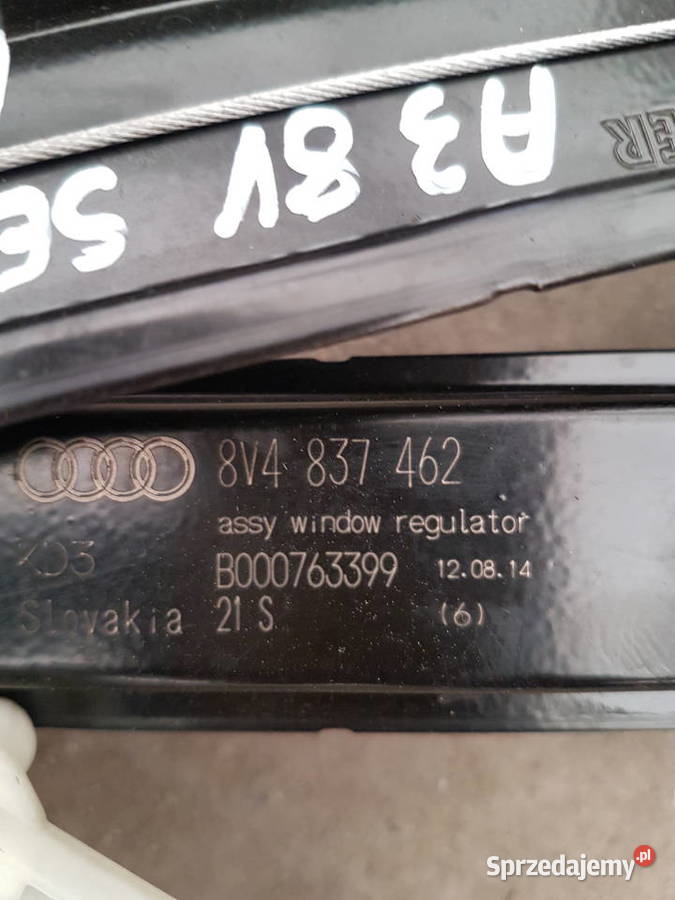 A3 8V SE
8V4 837 462
assy window regulator
B000763399 12.08.14
Slovakia 21 S (6)
Sprzedajemy.pl